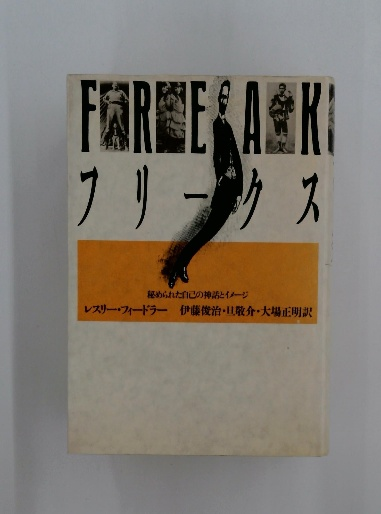 FREAK
フリークス
秘められた自己の神話とイメージ
レスリー・フィードラー 伊藤俊治・旦敬介・大場正明訳